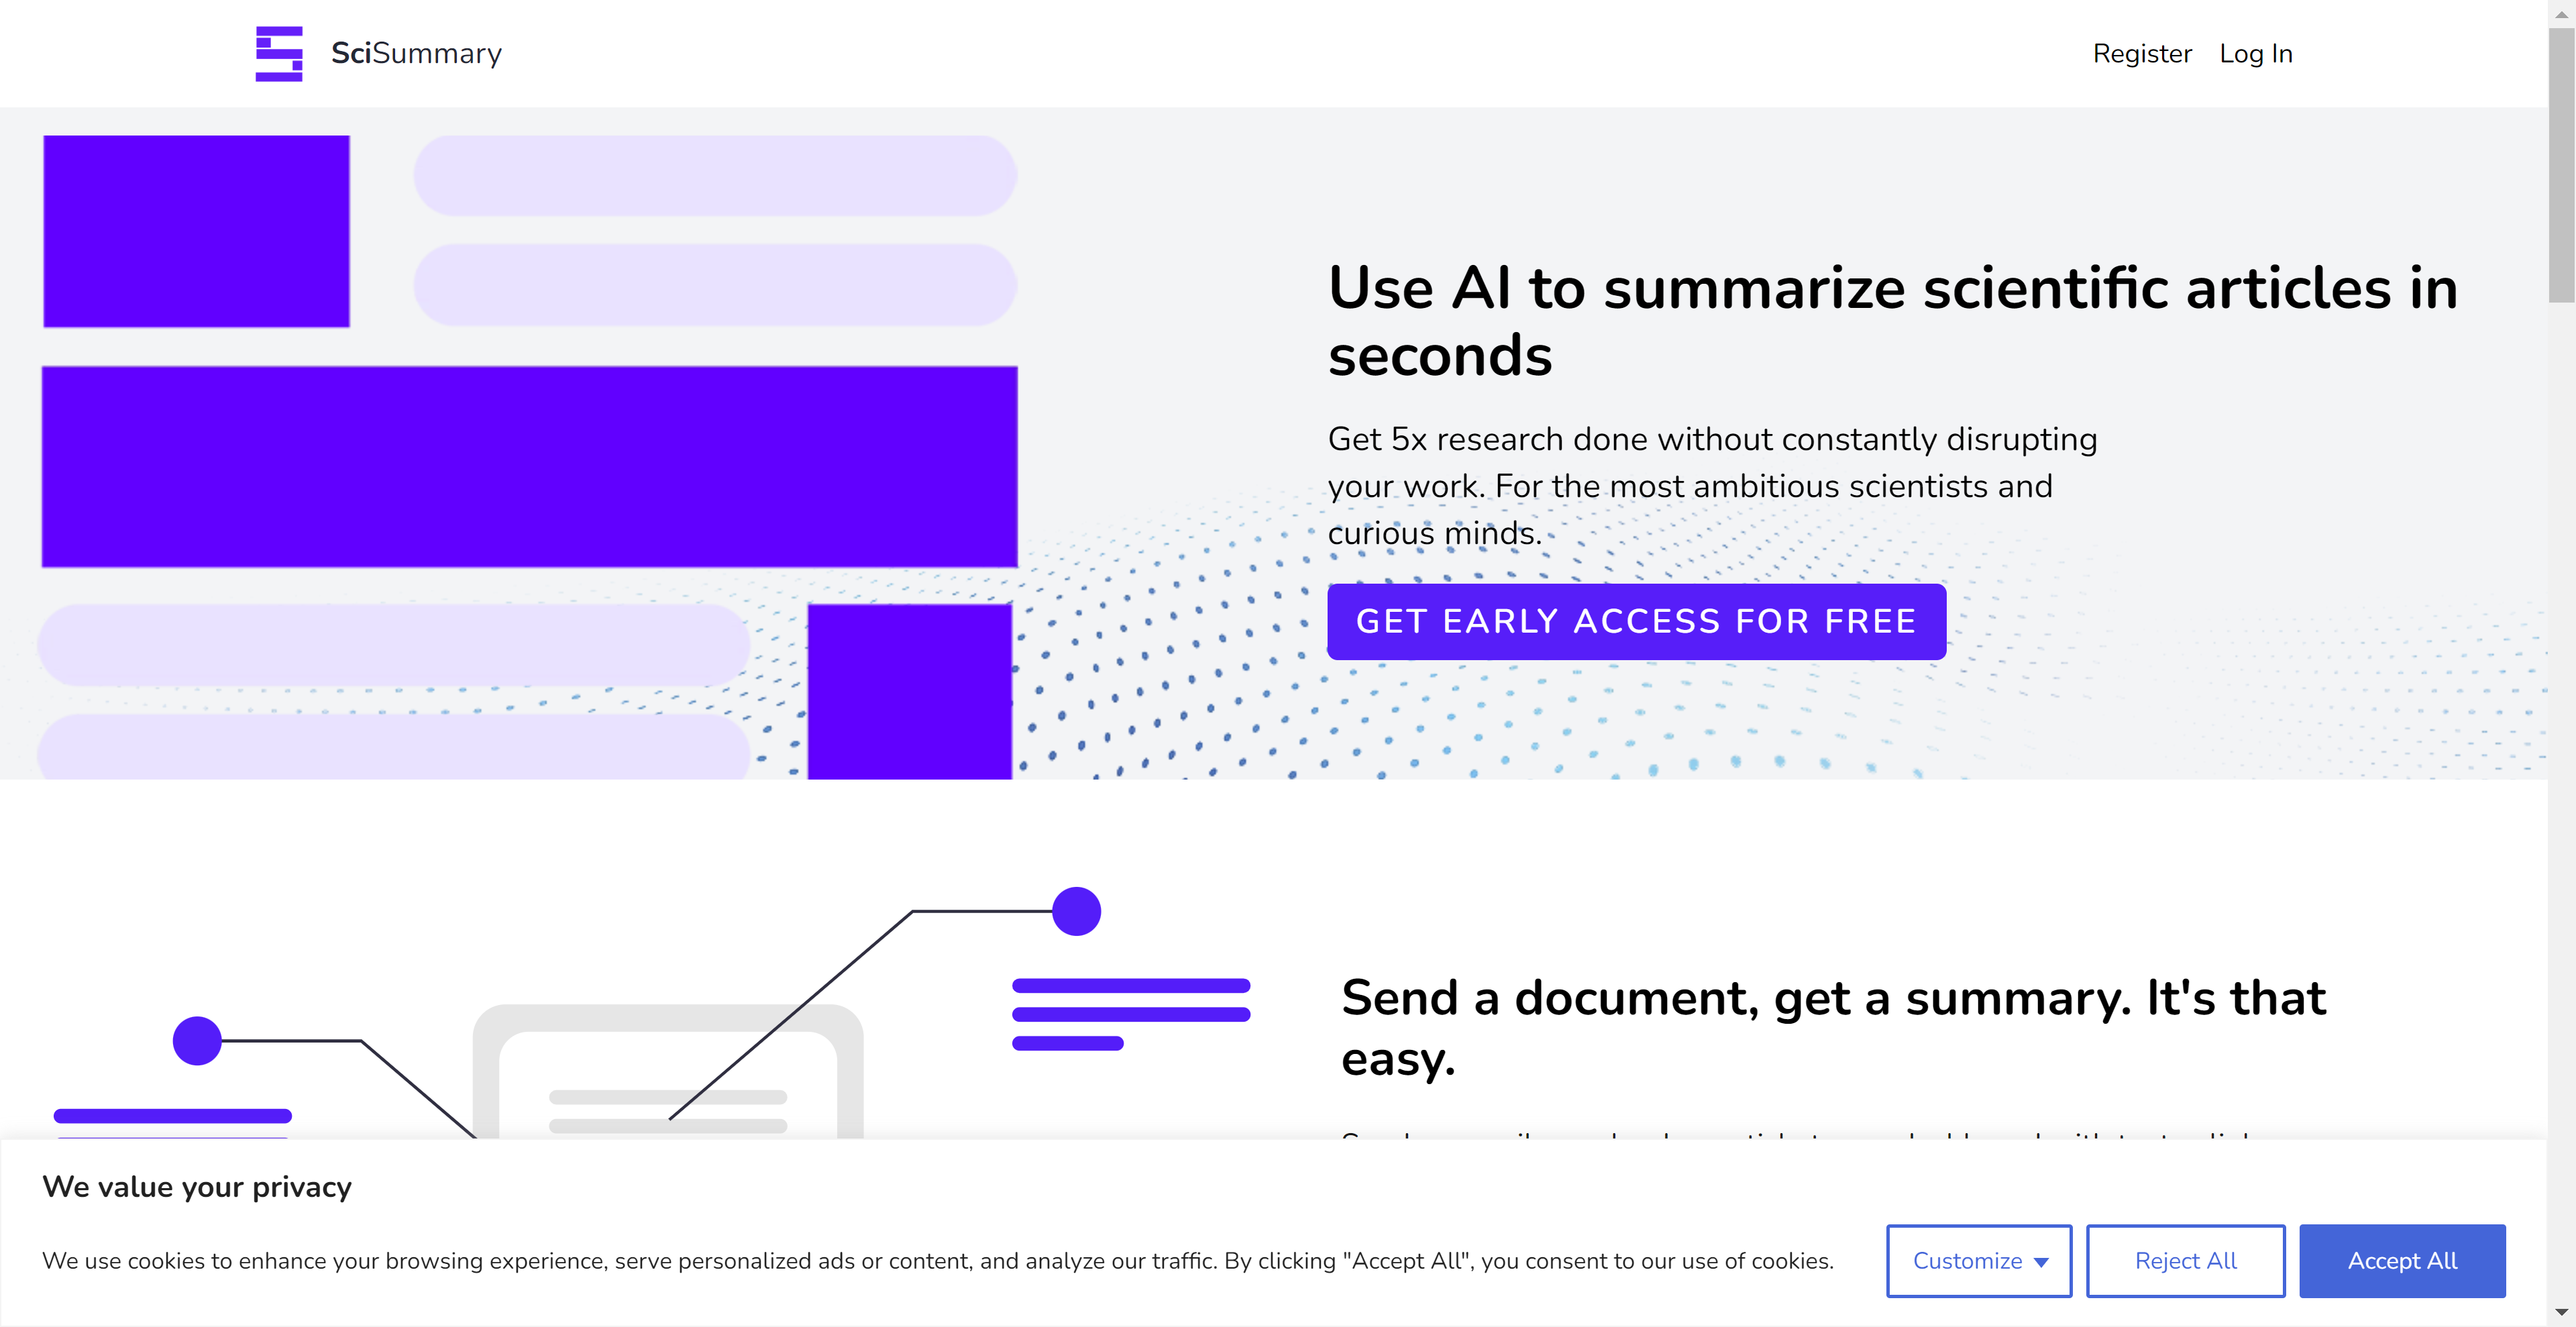 SciSummary
Register Log In
Use AI to summarize scientific articles in
seconds
Get 5x research done without constantly disrupting
your work. For the most ambitious scientists and
curious minds.
GET EARLY ACCESS FOR FREE
Send a document, get a summary. It's that
easy.
We value your privacy
We use cookies to enhance your browsing experience, serve personalized ads or content, and analyze our traffic. By clicking "Accept All", you consent to our use of cookies.
Customize
Reject All
Accept All